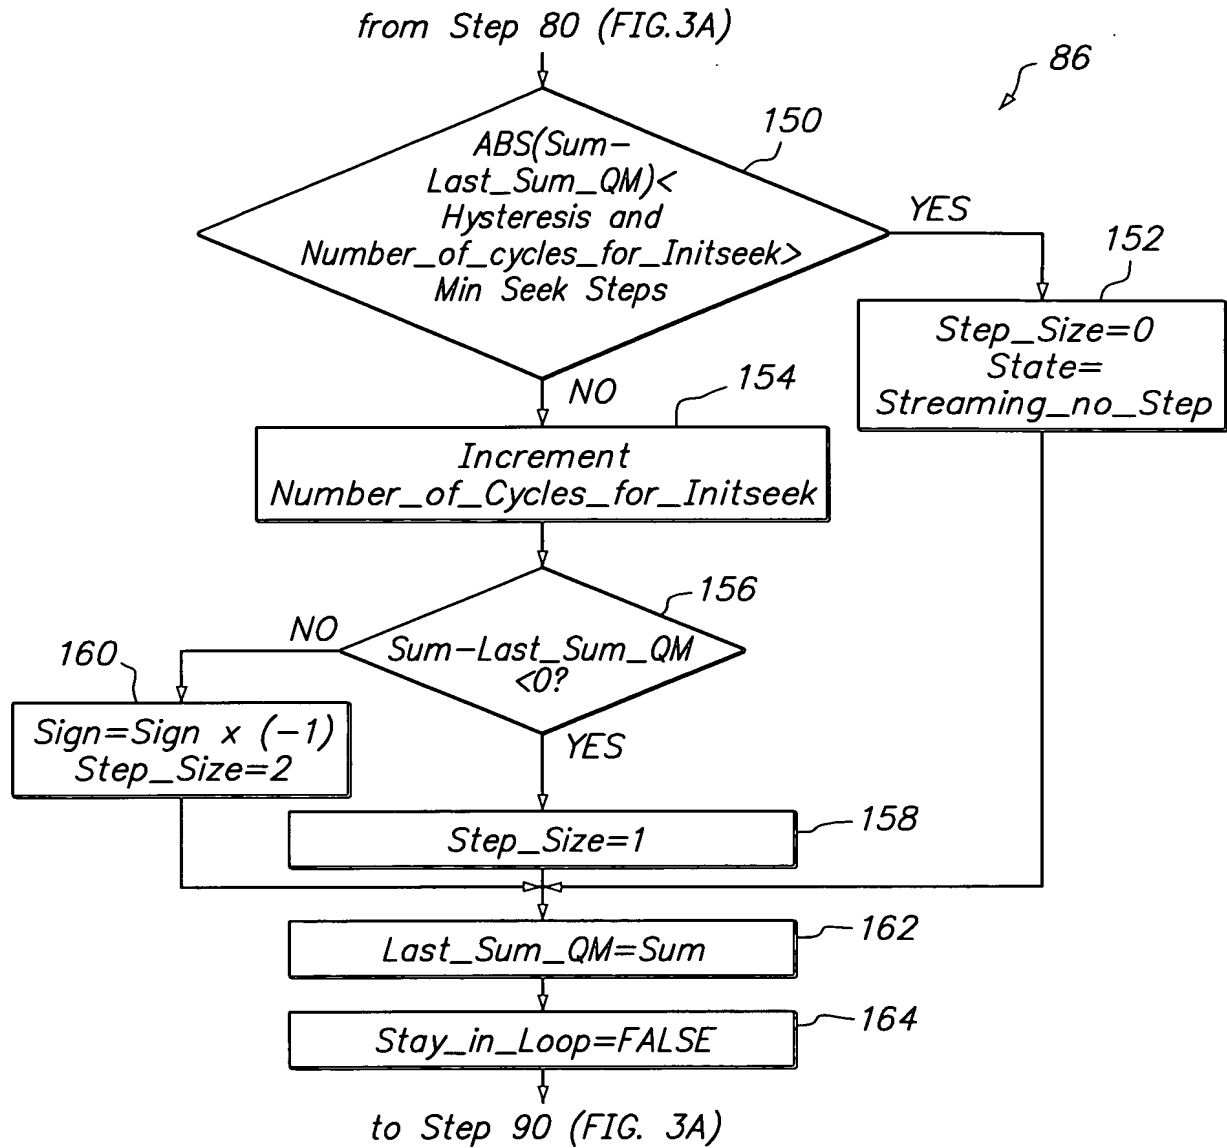 from Step 80 (FIG.3A)
86
150
ABS(Sum-
Last_Sum_QM)<
Hysteresis and
Number_of_cycles_for_Initseek>
Min Seek Steps
YES
152
Step_Size=0
State=
Streaming_no_Step
NO
154
Increment
Number_of_Cycles_for_Initseek
156
Sum-Last_Sum_QM
<0?
NO
160
Sign=Sign x (-1)
Step_Size=2
YES
Step_Size=1
158
Last_Sum_QM=Sum
162
Stay_in_Loop=FALSE
164
to Step 90 (FIG. 3A)